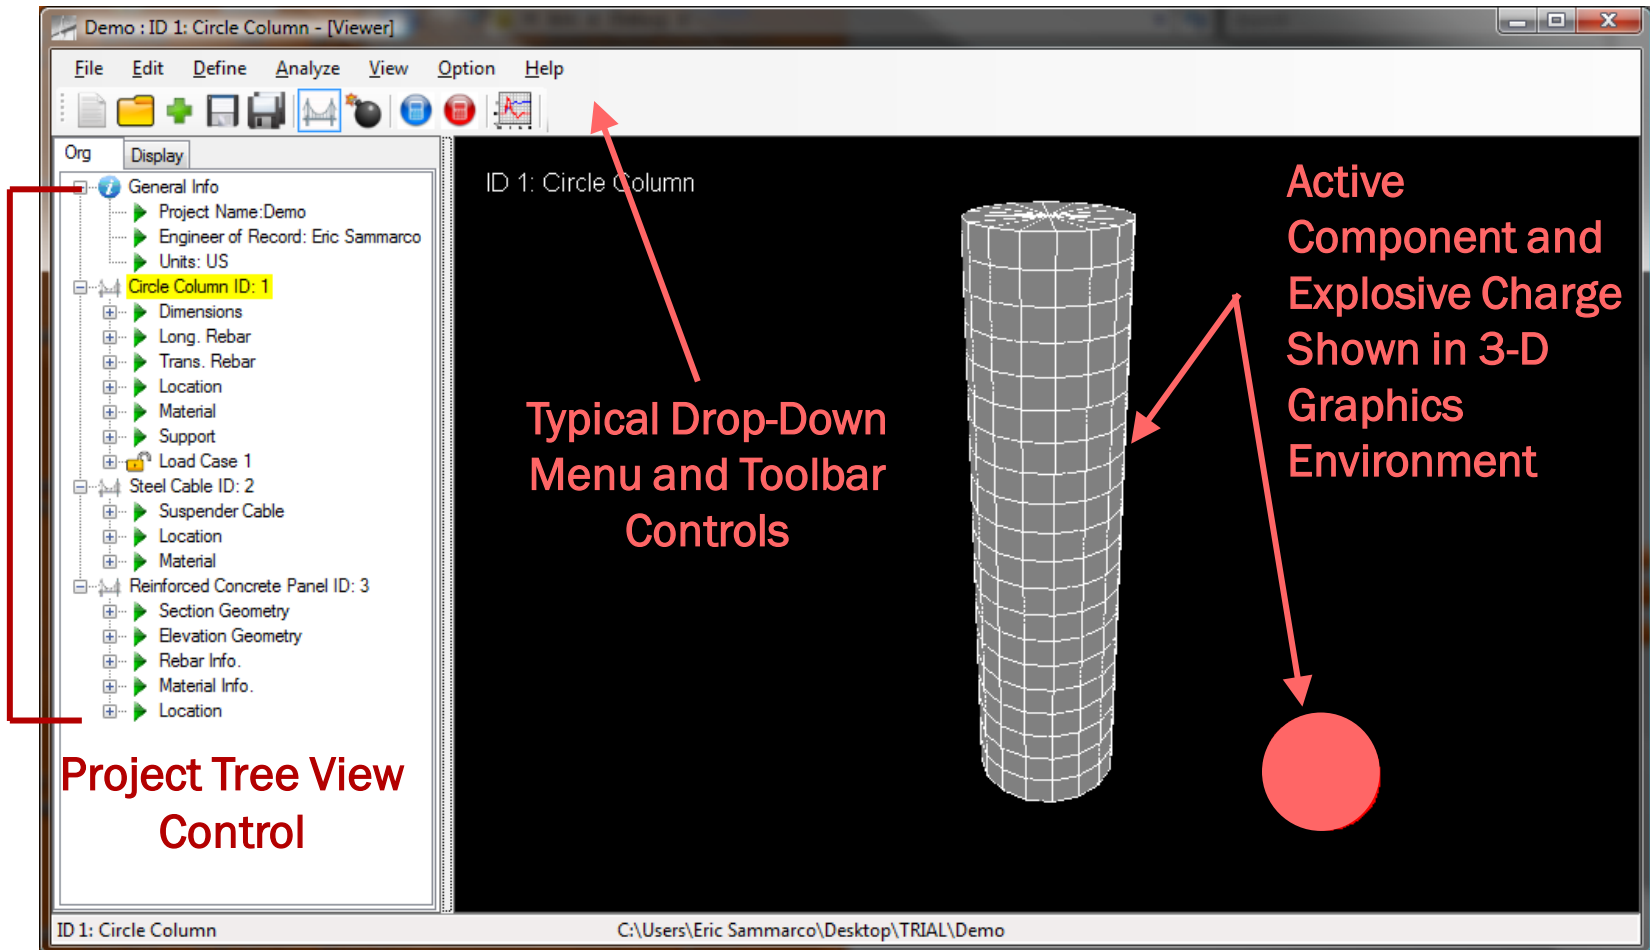 Demo : ID 1: Circle Column - [Viewer]
File Edit Define Analyze View Option Help
Org Display
General Info
Project Name:Demo
Engineer of Record: Eric Sammarco
Units: US
Circle Column ID: 1
Dimensions
Long. Rebar
Trans. Rebar
Location
Material
Support
Load Case 1
Steel Cable ID: 2
Suspender Cable
Location
Material
Reinforced Concrete Panel ID: 3
Section Geometry
Elevation Geometry
Rebar Info.
Material Info.
Location
Project Tree View
Control
ID 1: Circle Column
Typical Drop-Down
Menu and Toolbar
Controls
Active
Component and
Explosive Charge
Shown in 3-D
Graphics
Environment
ID 1: Circle Column
C:\Users\Eric Sammarco\Desktop\TRIAL\Demo